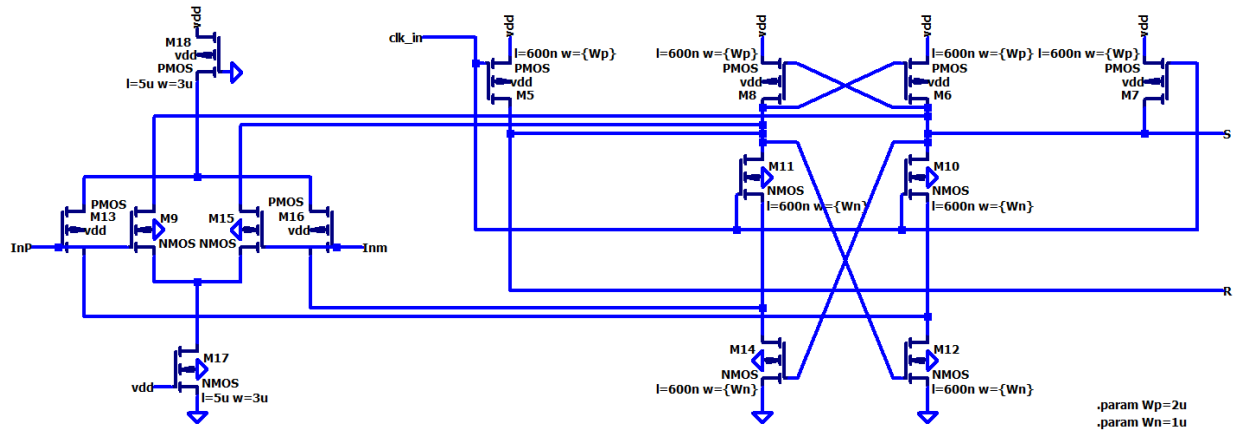 vdd
M18
vdd
PMOS
l=5u w=3u
PMOS
M13
vdd
M9
NMOS
M15
NMOS
PMOS
M16
vdd
InP
Inm
M17
vdd
NMOS
l=5u w=3u
clk_in
vdd
l=600n w={Wp}
PMOS
vdd
M5
vdd
l=600n w={Wp}
PMOS
vdd
M8
vdd
l=600n w={Wp}
PMOS
vdd
M6
vdd
l=600n w={Wp}
PMOS
vdd
M7
S
M11
NMOS
l=600n w={Wn}
M10
NMOS
l=600n w={Wn}
R
M14
NMOS
l=600n w={Wn}
M12
NMOS
l=600n w={Wn}
.param Wp=2u
.param Wn=1u